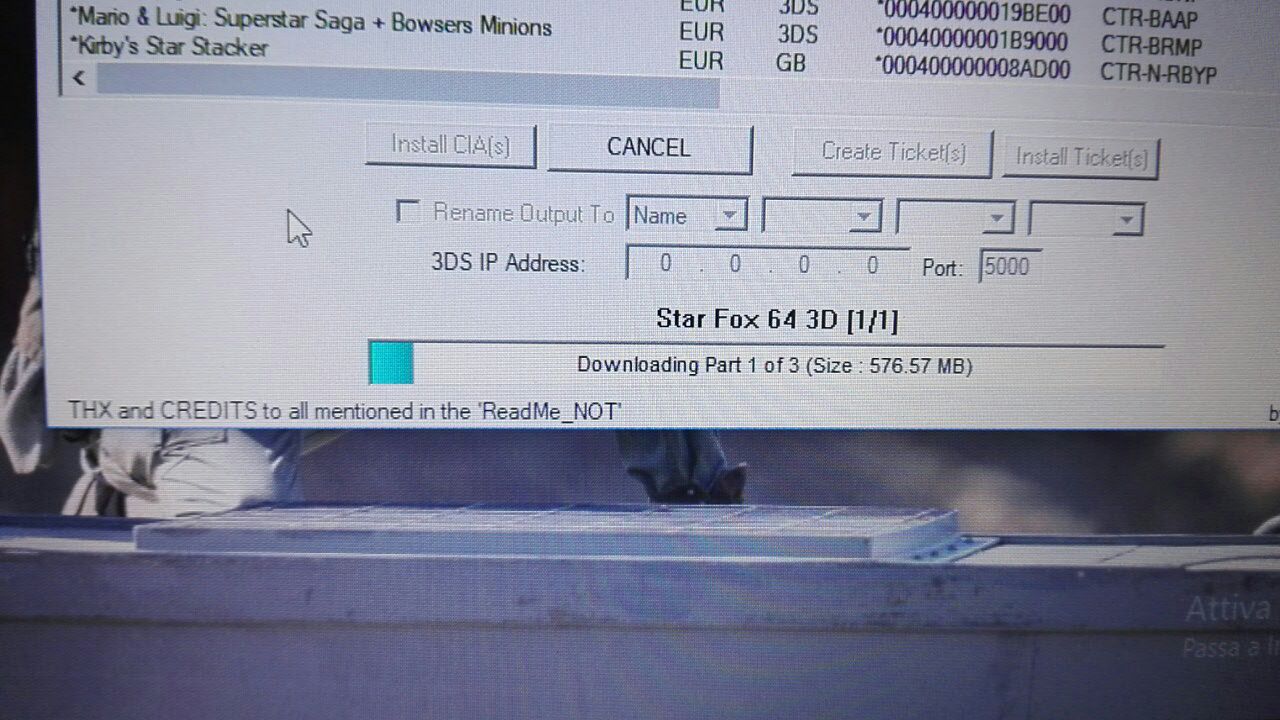 EUR 3DS *000400000019BE00 CTR-BAAP
*Mario & Luigi: Superstar Saga + Bowsers Minions EUR 3DS *00040000001B9000 CTR-BRMP
*Kirby's Star Stacker EUR GB *000400000008AD00 CTR-N-RBYP
<
Install CIA(s) CANCEL Create Ticket(s) Install Ticket(s)
Rename Output To Name
3DS IP Address: 0 . 0 . 0 . 0 Port: 5000
Star Fox 64 3D [1/1]
Downloading Part 1 of 3 (Size : 576.57 MB)
THX and CREDITS to all mentioned in the 'ReadMe_NOT' b
Attiva
Passa a